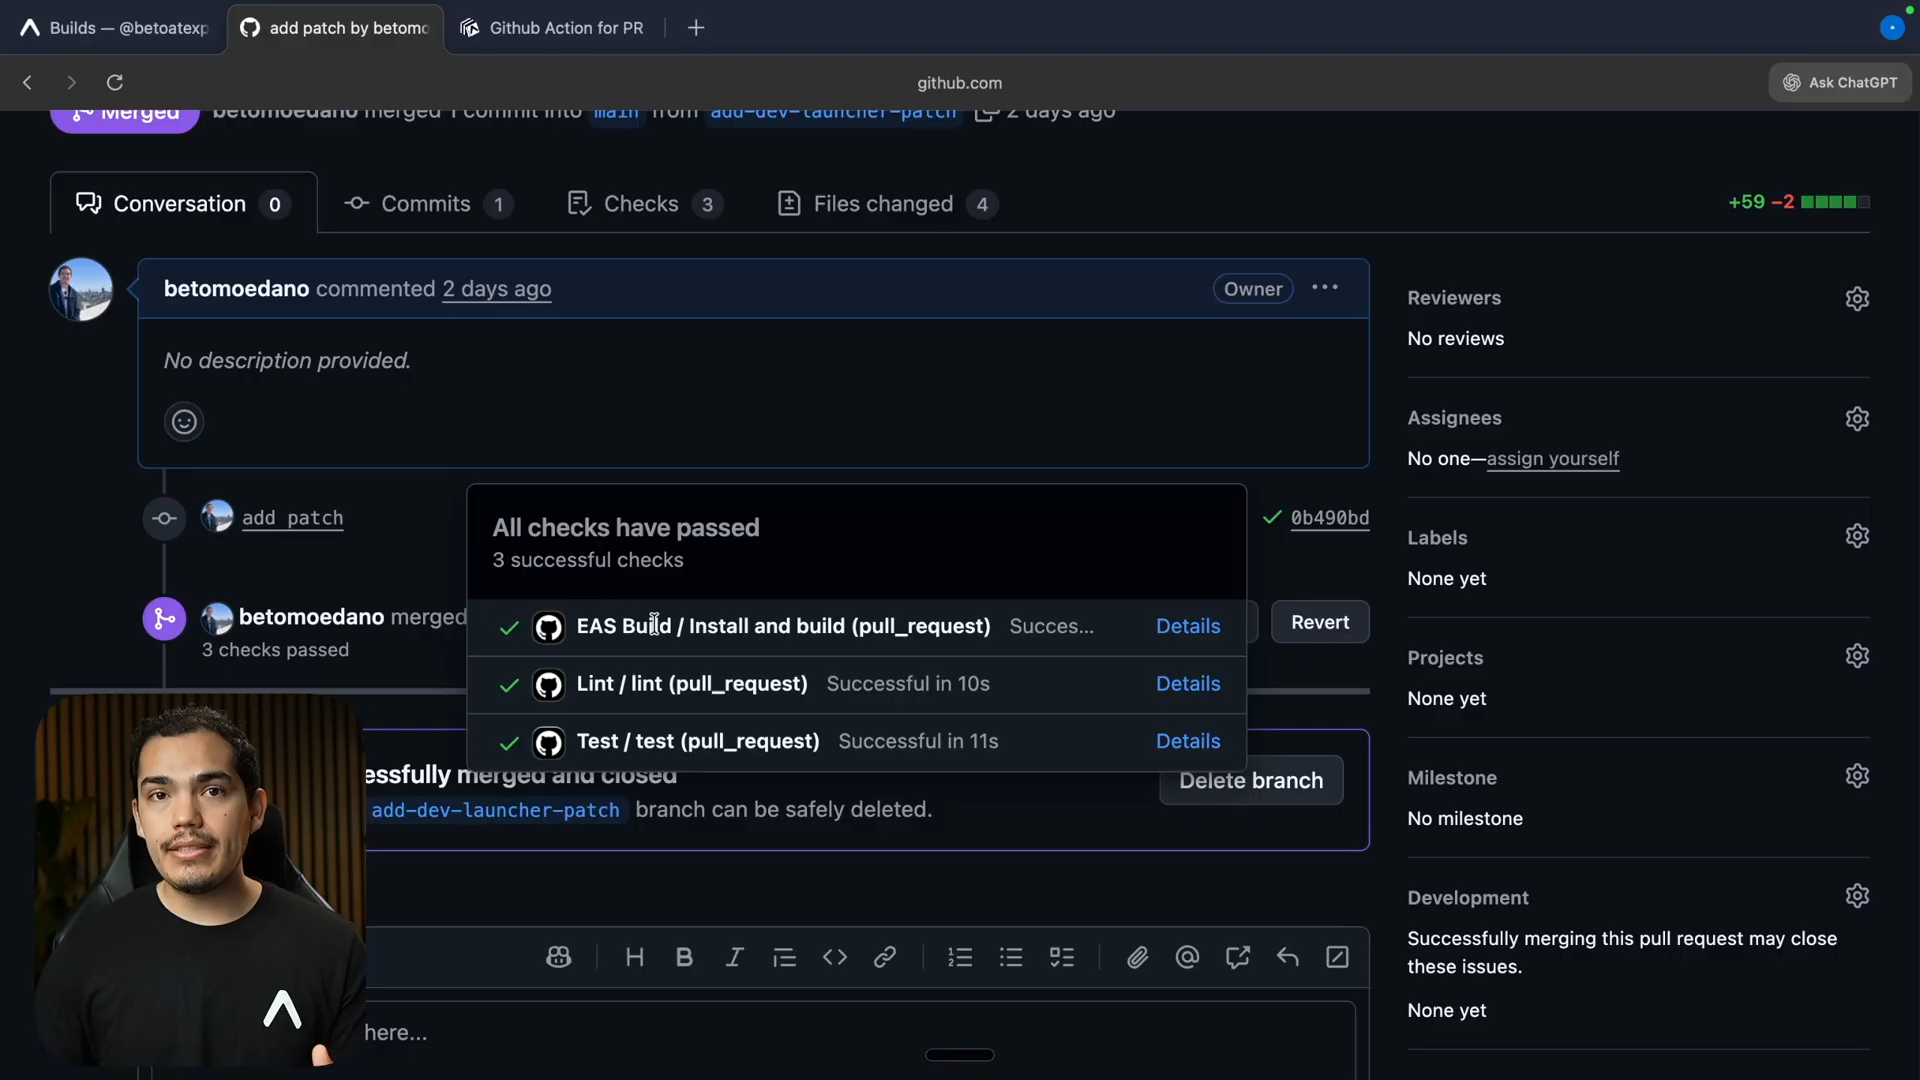 Builds — @betoatexp
add patch by betomo
Github Action for PR
github.com
Ask ChatGPT
Merged
betomoedano merged 1 commit into main from add-dev-launcher-patch 2 days ago
Conversation 0
Commits 1
Checks 3
Files changed 4
+59 −2
betomoedano commented 2 days ago
Owner
No description provided.
Reviewers
No reviews
Assignees
No one—assign yourself
add patch
0b490bd
All checks have passed
3 successful checks
Labels
None yet
betomoedano merged
3 checks passed
EAS Build / Install and build (pull_request) Succes... Details
Lint / lint (pull_request) Successful in 10s Details
Test / test (pull_request) Successful in 11s Details
Revert
Projects
None yet
essfully merged and closed
add-dev-launcher-patch branch can be safely deleted.
Delete branch
Milestone
No milestone
Development
Successfully merging this pull request may close
these issues.
None yet
here...